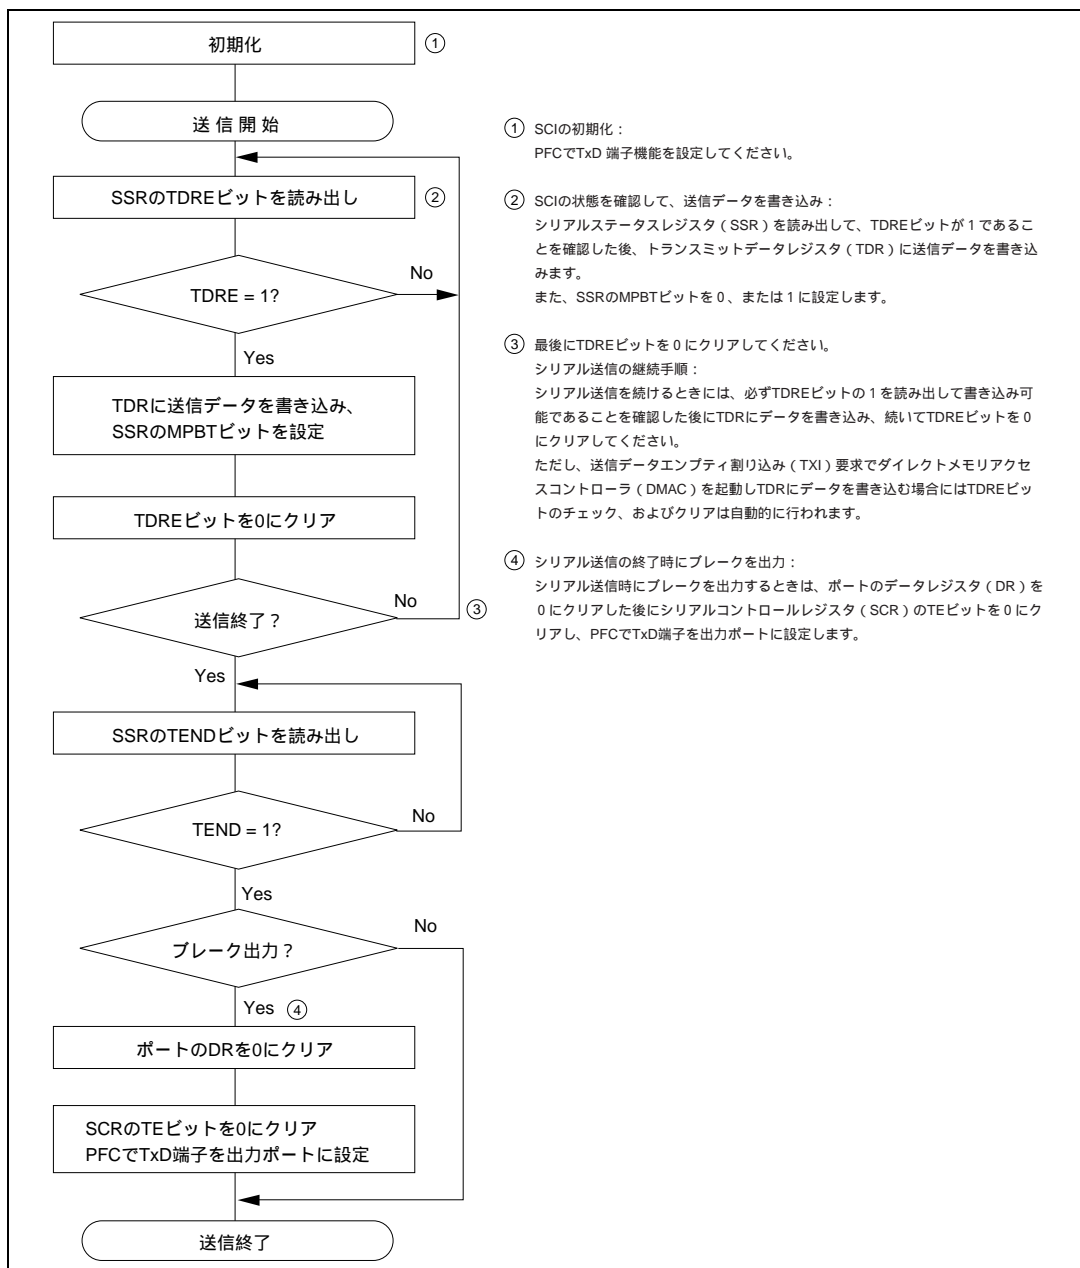 初期化
①
送信開始
SSRのTDREビットを読み出し
②
TDRE = 1?
No
Yes
TDRに送信データを書き込み、
SSRのMPBTビットを設定
TDREビットを0にクリア
送信終了？
No
③
Yes
SSRのTENDビットを読み出し
TEND = 1?
No
Yes
ブレーク出力？
No
Yes ④
ポートのDRを0にクリア
SCRのTEビットを0にクリア
PFCでTxD端子を出力ポートに設定
送信終了
① SCIの初期化：
PFCでTxD 端子機能を設定してください。
② SCIの状態を確認して、送信データを書き込み：
シリアルステータスレジスタ（SSR）を読み出して、TDREビットが1であるこ
とを確認した後、トランスミットデータレジスタ（TDR）に送信データを書き込
みます。
また、SSRのMPBTビットを0、または1に設定します。
③ 最後にTDREビットを0にクリアしてください。
シリアル送信の継続手順：
シリアル送信を続けるときには、必ずTDREビットの1を読み出して書き込み可
能であることを確認した後にTDRにデータを書き込み、続いてTDREビットを0
にクリアしてください。
ただし、送信データエンプティ割り込み（TXI）要求でダイレクトメモリアクセ
スコントローラ（DMAC）を起動しTDRにデータを書き込む場合にはTDREビッ
トのチェック、およびクリアは自動的に行われます。
④ シリアル送信の終了時にブレークを出力：
シリアル送信時にブレークを出力するときは、ポートのデータレジスタ（DR）を
0にクリアした後にシリアルコントロールレジスタ（SCR）のTEビットを0にク
リアし、PFCでTxD端子を出力ポートに設定します。